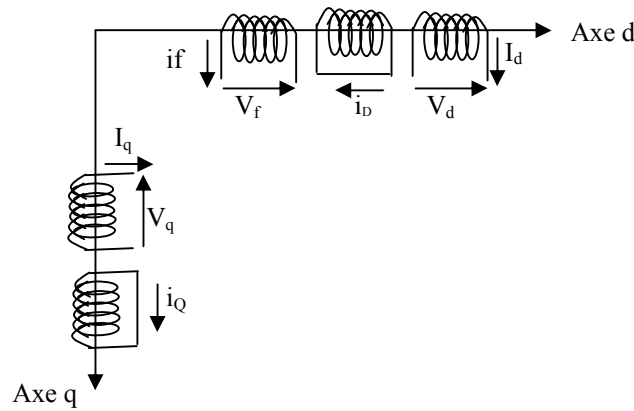 Axe d
if
V_f
i_D
V_d
I_d
I_q
V_q
i_Q
Axe q